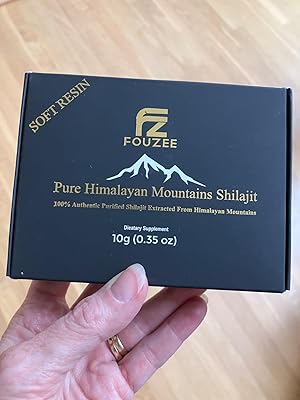 SOFT RESIN
FZ
FOUZEE
Pure Himalayan Mountains Shilajit
100% Authentic Purified Shilajit Extracted From Himalayan Mountains
Dieatary Supplement
10g (0.35 oz)